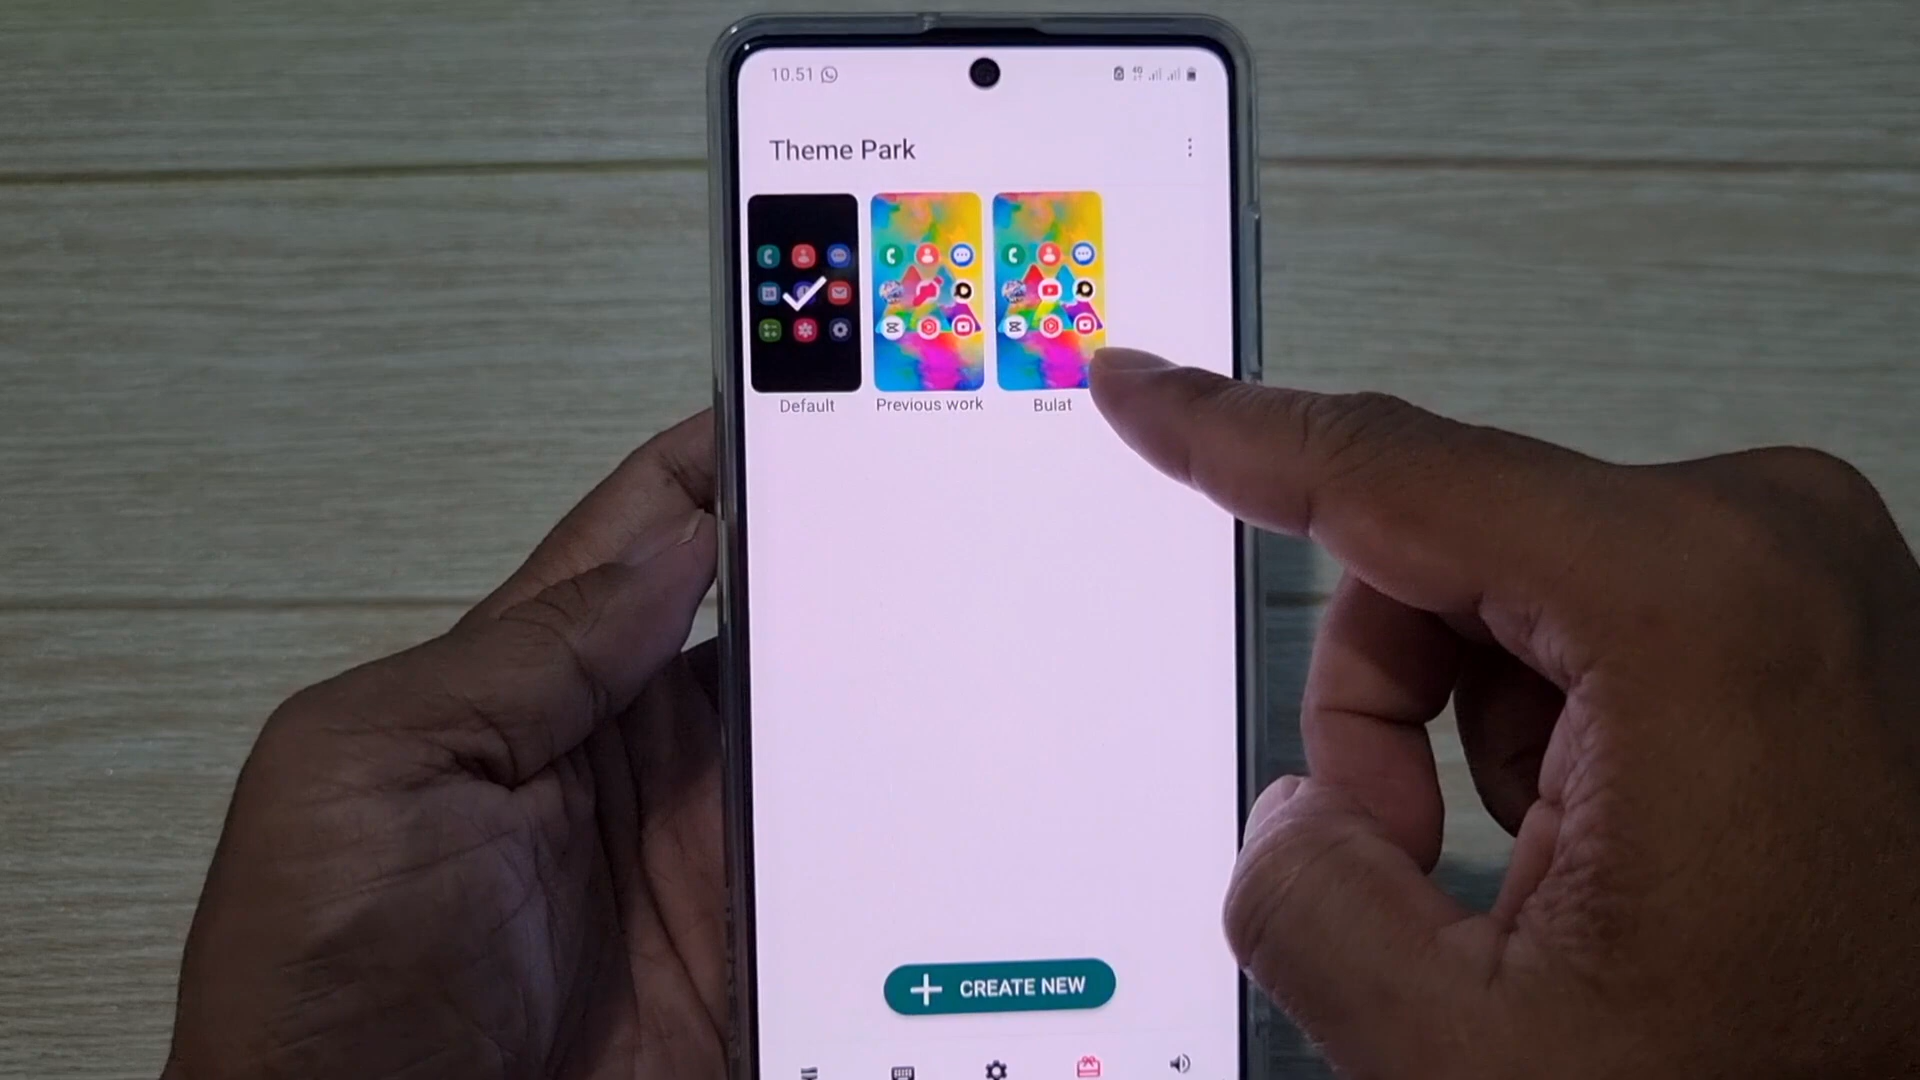 10.51
Theme Park
Default
Previous work
Bulat
CREATE NEW